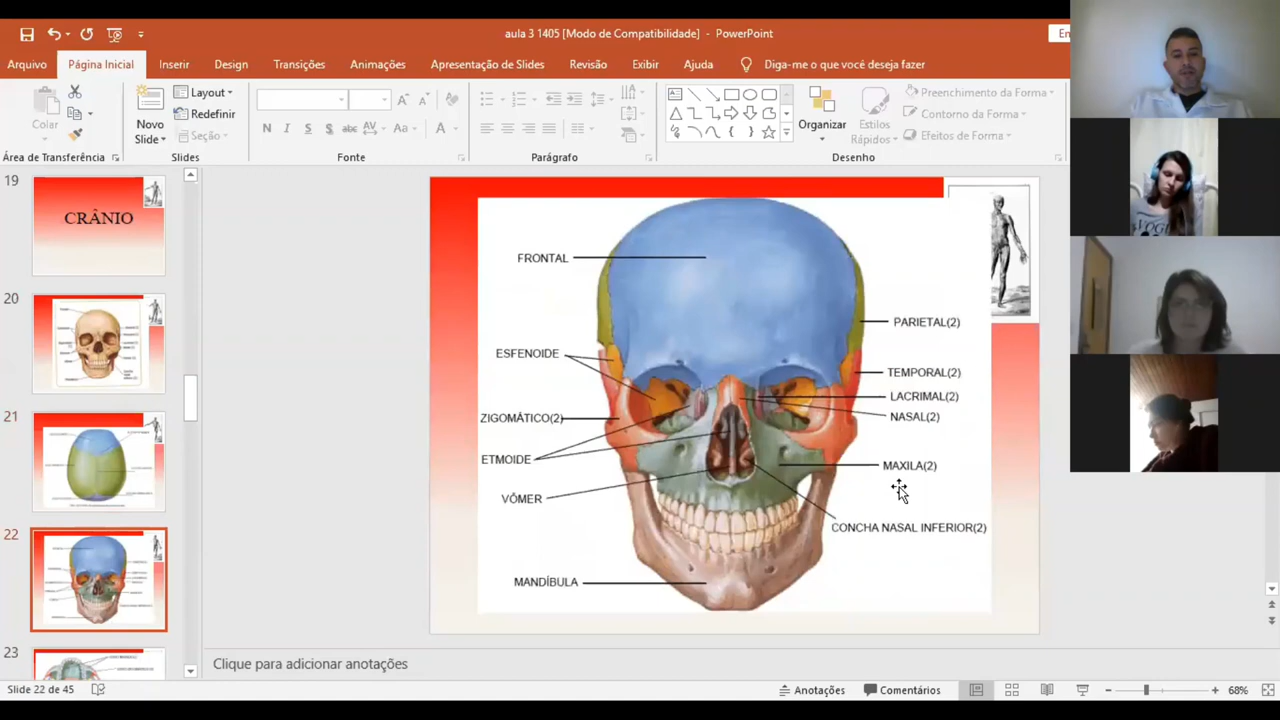 aula 3 1405 [Modo de Compatibilidade] - PowerPoint
Arquivo
Página Inicial
Inserir
Design
Transições
Animações
Apresentação de Slides
Revisão
Exibir
Ajuda
Diga-me o que você deseja fazer
Colar
Novo
Slide
Layout
Redefinir
Seção
N
I
S
abc
AV
Aa
A
Organizar
Estilos
Rápidos
Preenchimento da Forma
Contorno da Forma
Efeitos de Forma
Área de Transferência
Slides
Fonte
Parágrafo
Desenho
19
CRÂNIO
20
21
22
23
FRONTAL
ESFENOIDE
ZIGOMÁTICO(2)
ETMOIDE
VÔMER
MANDÍBULA
PARIETAL(2)
TEMPORAL(2)
LACRIMAL(2)
NASAL(2)
MAXILA(2)
CONCHA NASAL INFERIOR(2)
VOGUE
Clique para adicionar anotações
Slide 22 de 45
Anotações
Comentários
68%